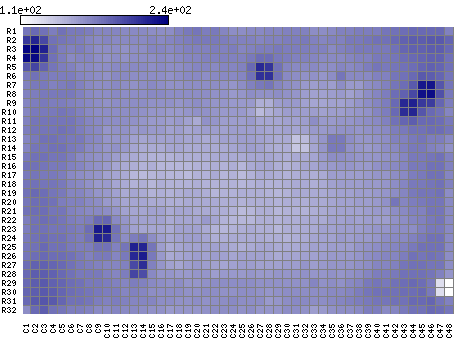 1.1e+02 2.4e+02
R1
R2
R3
R4
R5
R6
R7
R8
R9
R10
R11
R12
R13
R14
R15
R16
R17
R18
R19
R20
R21
R22
R23
R24
R25
R26
R27
R28
R29
R30
R31
R32
C1 C2 C3 C4 C5 C6 C7 C8 C9 C10 C11 C12 C13 C14 C15 C16 C17 C18 C19 C20 C21 C22 C23 C24 C25 C26 C27 C28 C29 C30 C31 C32 C33 C34 C35 C36 C37 C38 C39 C40 C41 C42 C43 C44 C45 C46 C47 C48